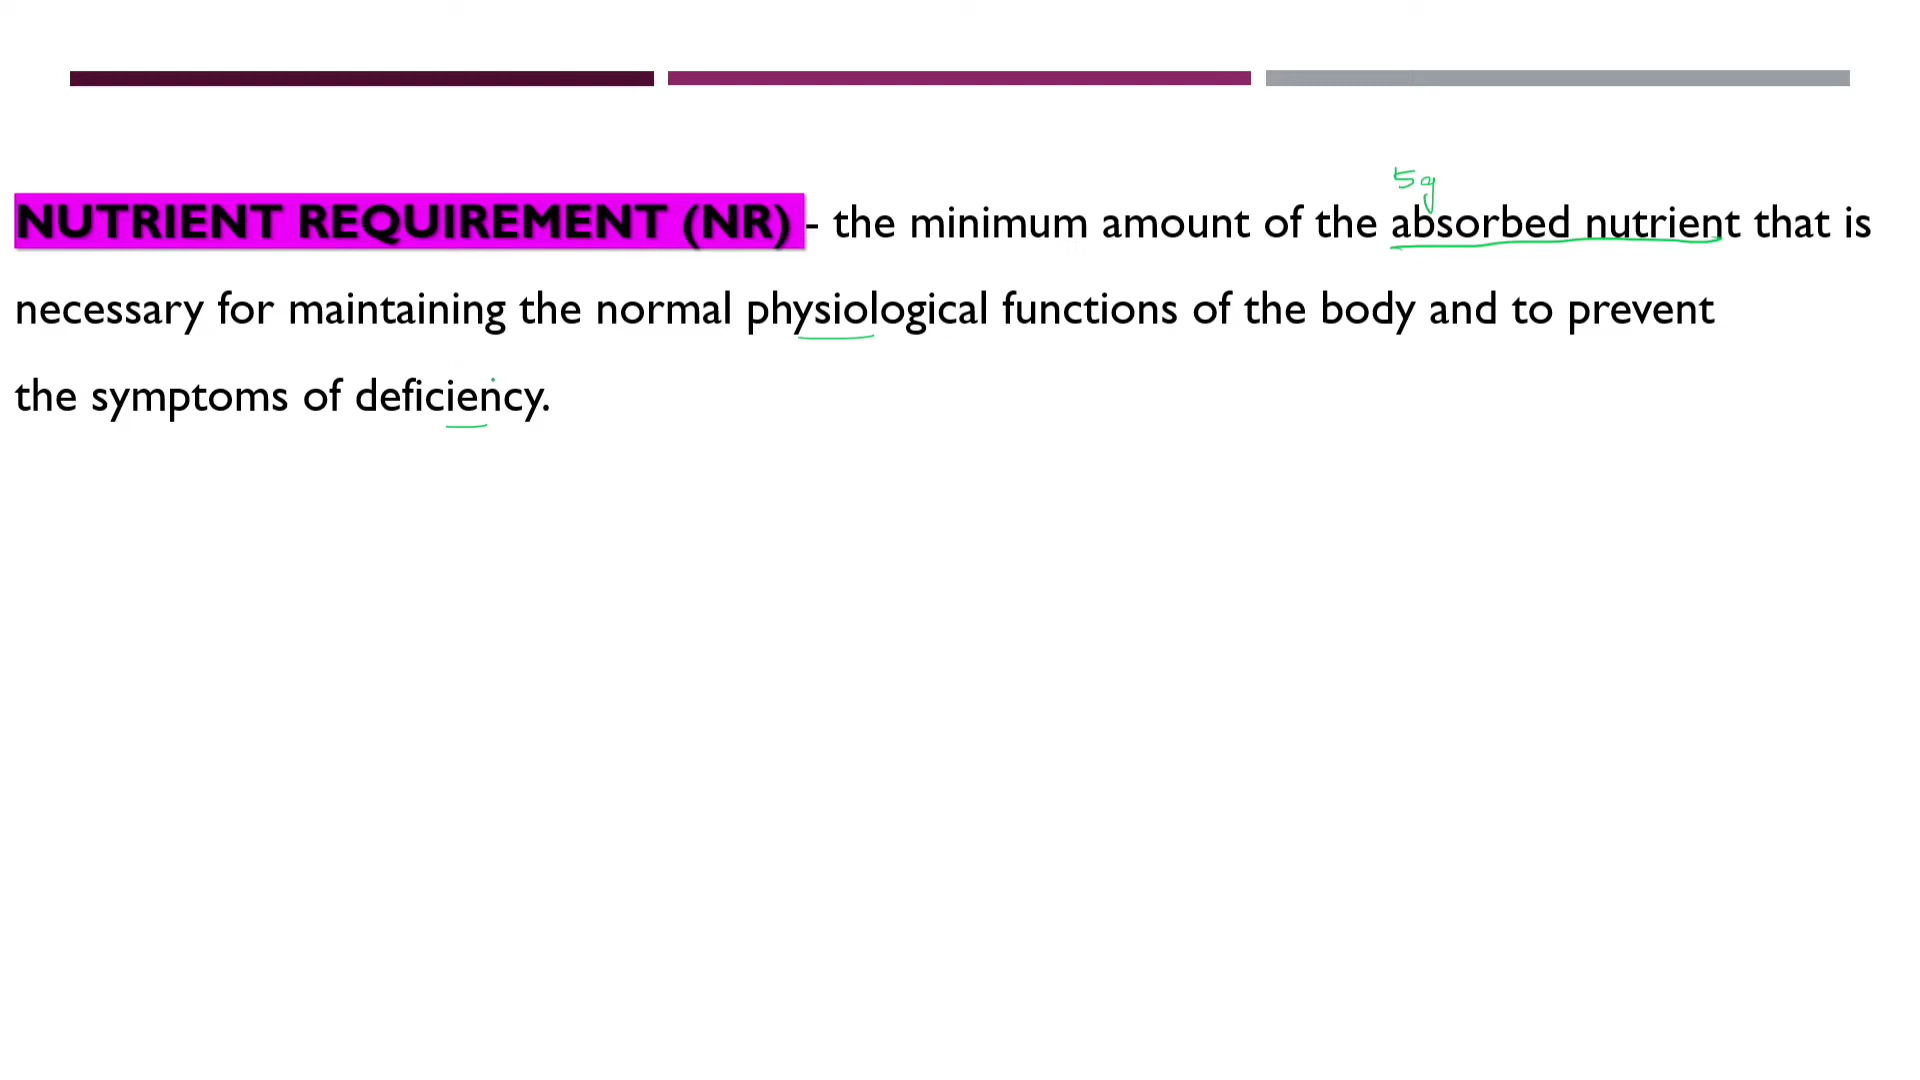 5g
NUTRIENT REQUIREMENT (NR) - the minimum amount of the absorbed nutrient that is
necessary for maintaining the normal physiological functions of the body and to prevent
the symptoms of deficiency.